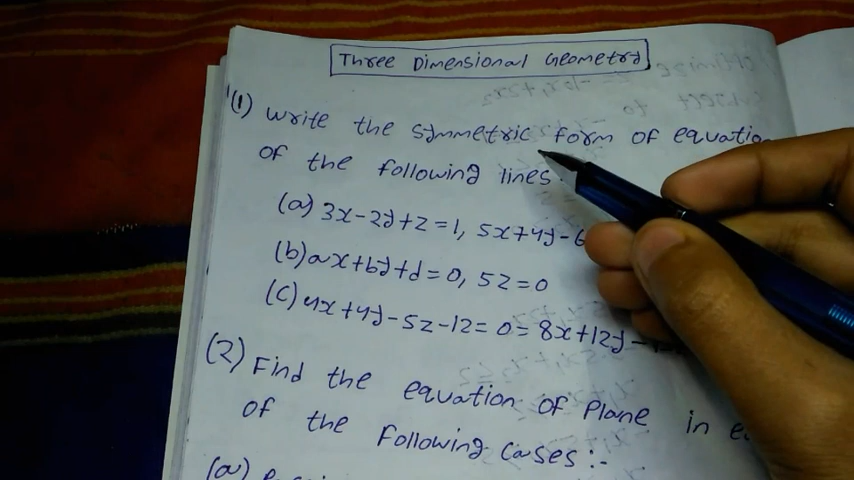 Three Dimensional Geometry
(1) Write the symmetric form of equation
of the following lines.
(a) 3x-2y+z=1, 5x+4y-6
(b) ax+by+d=0, 5z=0
(c) 4x+4y-5z-12=0=8x+12y-
(2) Find the equation of Plane in
of the Following Cases:-
(a)